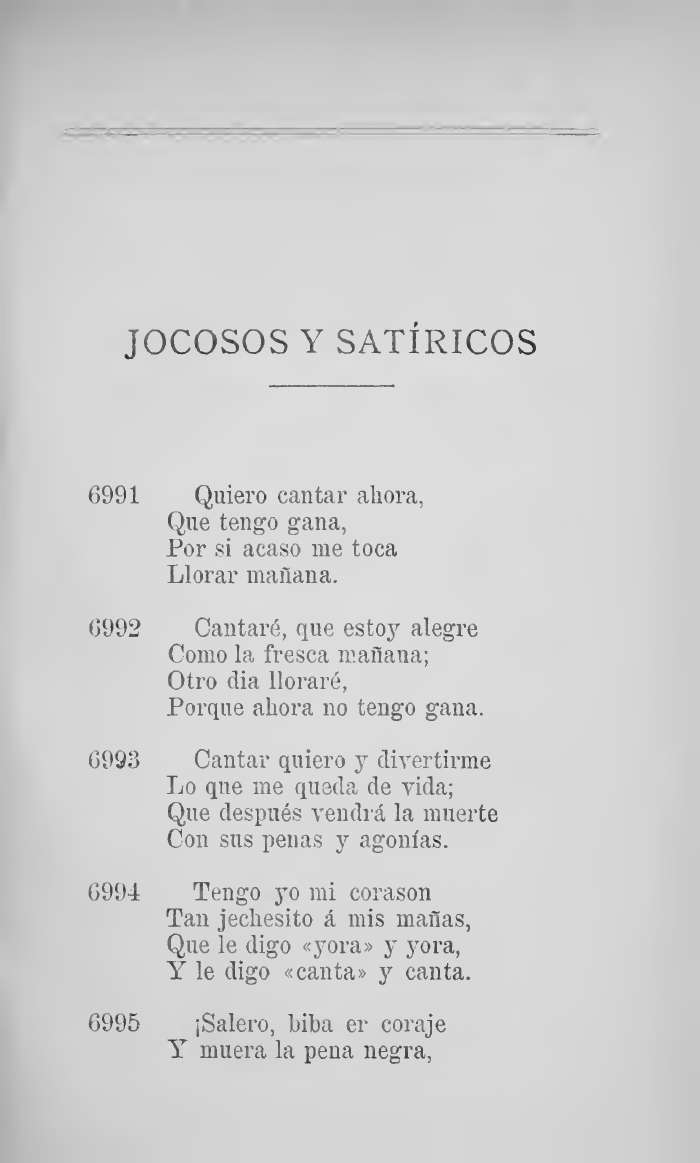 JOCOSOS Y SATÍRICOS
6991 Quiero cantar ahora,
Que tengo gana,
Por si acaso me toca
Llorar mañana.
6992 Cantaré, que estoy alegre
Como la fresca mañana;
Otro dia lloraré,
Porque ahora no tengo gana.
6993 Cantar quiero y divertirme
Lo que me queda de vida;
Que después vendrá la muerte
Con sus penas y agonías.
6994 Tengo yo mi corason
Tan jechesito á mis mañas,
Que le digo «yora» y yora,
Y le digo «canta» y canta.
6995 ¡Salero, biba er coraje
Y muera la pena negra,